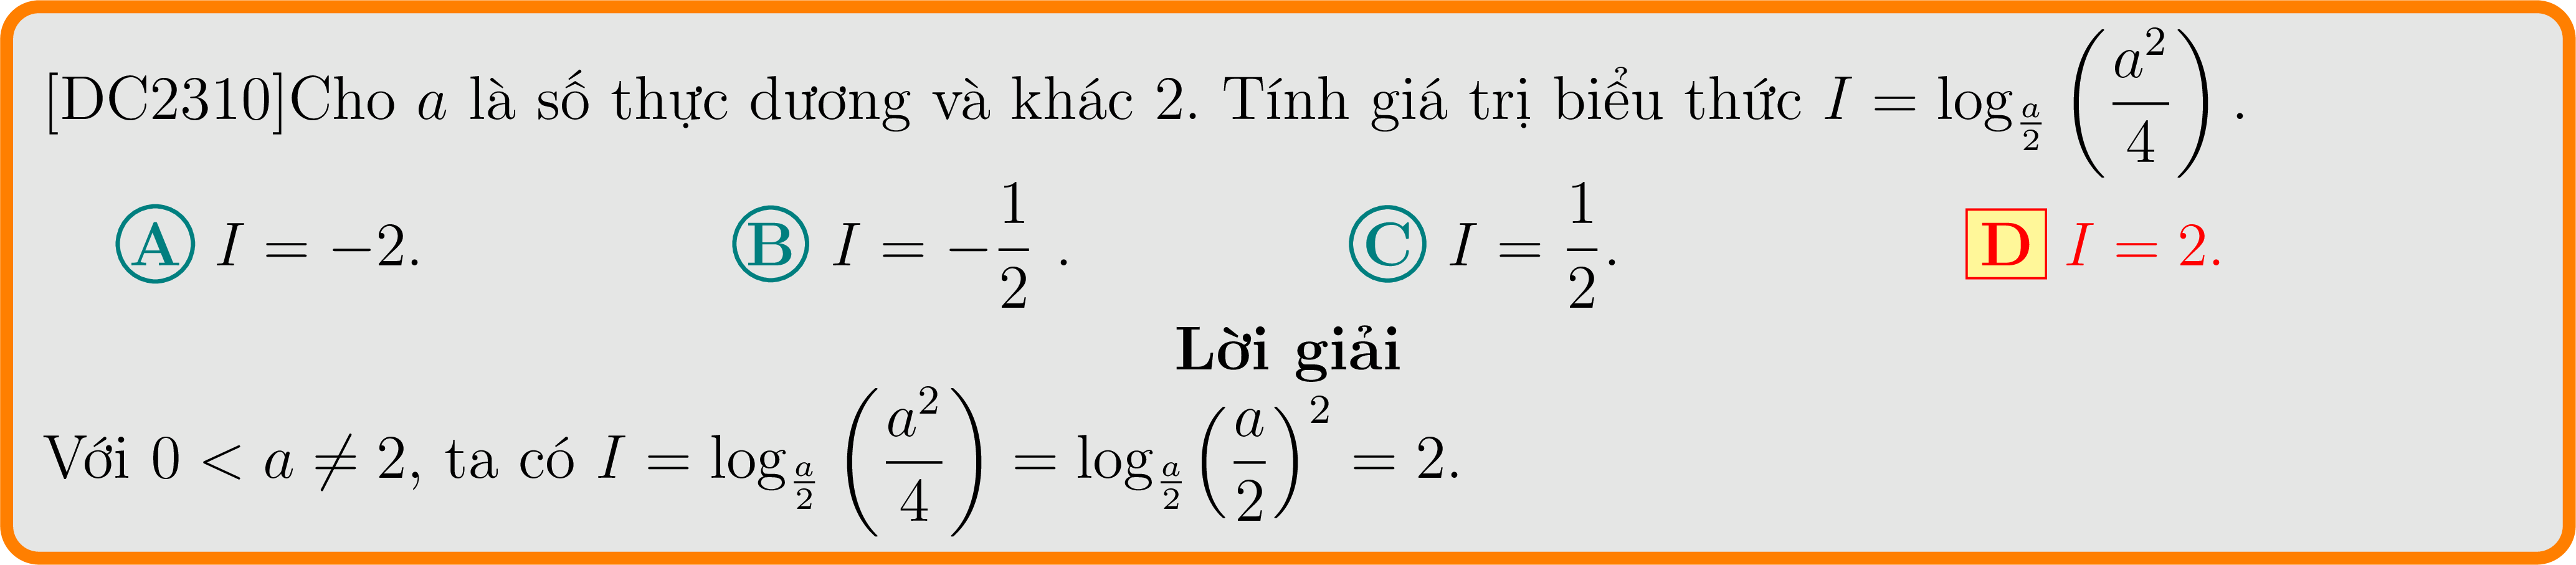 [DC2310]Cho a là số thực dương và khác 2. Tính giá trị biểu thức $I = \log_{\frac{a}{2}} \left(\frac{a^2}{4}\right)$.
A $I = -2$. B $I = -\frac{1}{2}$ . C $I = \frac{1}{2}$. D $I = 2$.
Lời giải
Với $0 < a \neq 2$, ta có $I = \log_{\frac{a}{2}} \left(\frac{a^2}{4}\right) = \log_{\frac{a}{2}} \left(\frac{a}{2}\right)^2 = 2$.